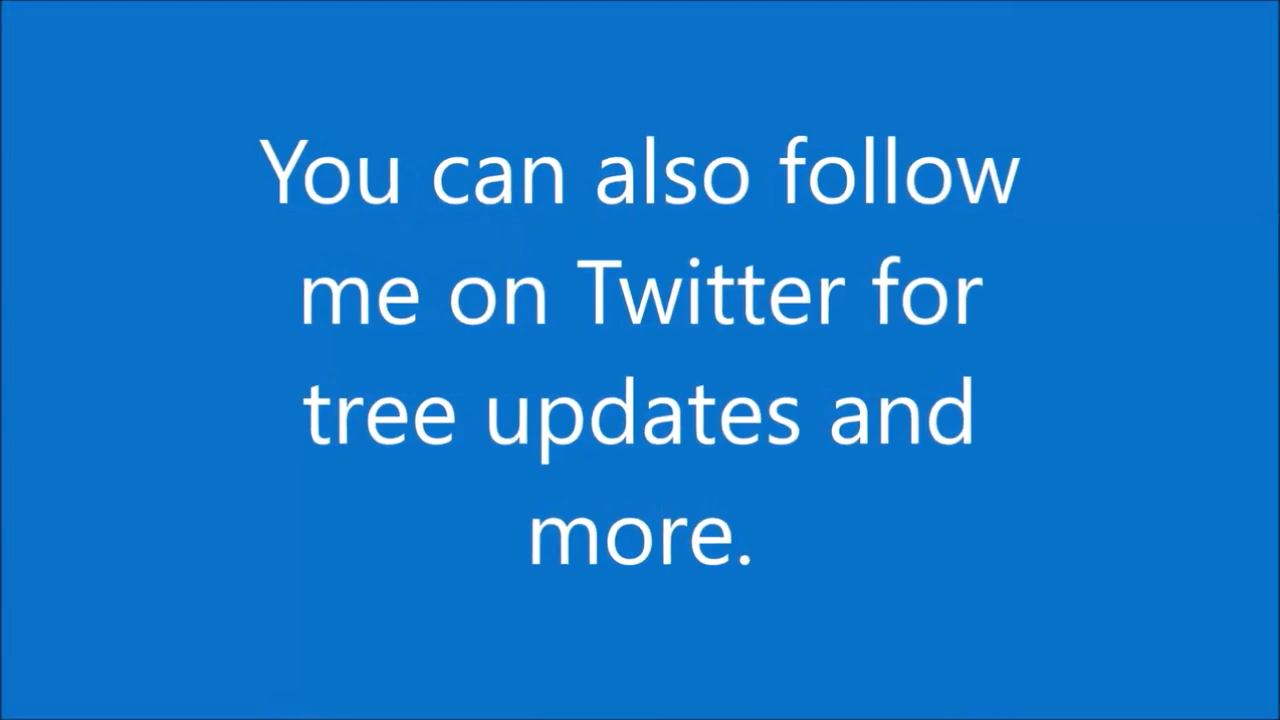 You can also follow
me on Twitter for
tree updates and
more.